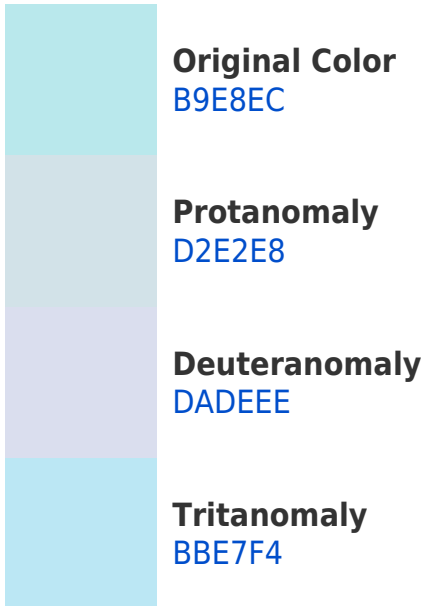 Original Color
B9E8EC
Protanomaly
D2E2E8
Deuteranomaly
DADEEE
Tritanomaly
BBE7F4